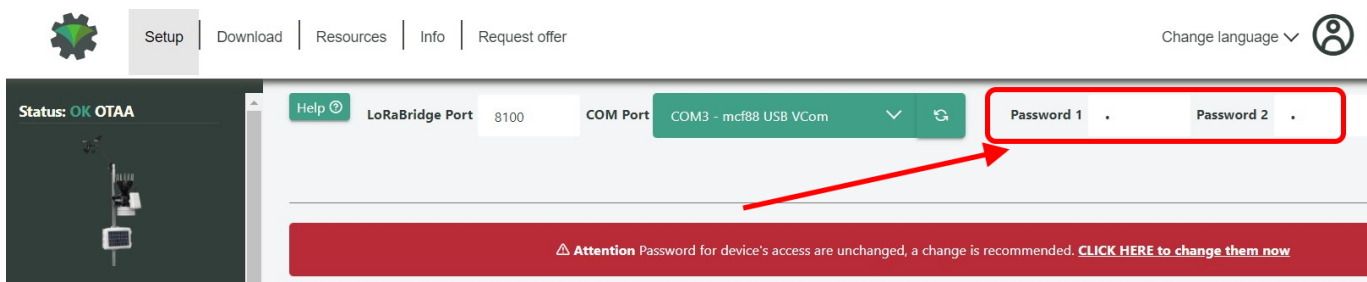 Setup Download Resources Info Request offer Change language
Status: OK OTAA
Help LoRaBridge Port 8100 COM Port COM3 - mcf88 USB VCom Password 1 • Password 2 •
Attention Password for device's access are unchanged, a change is recommended. CLICK HERE to change them now